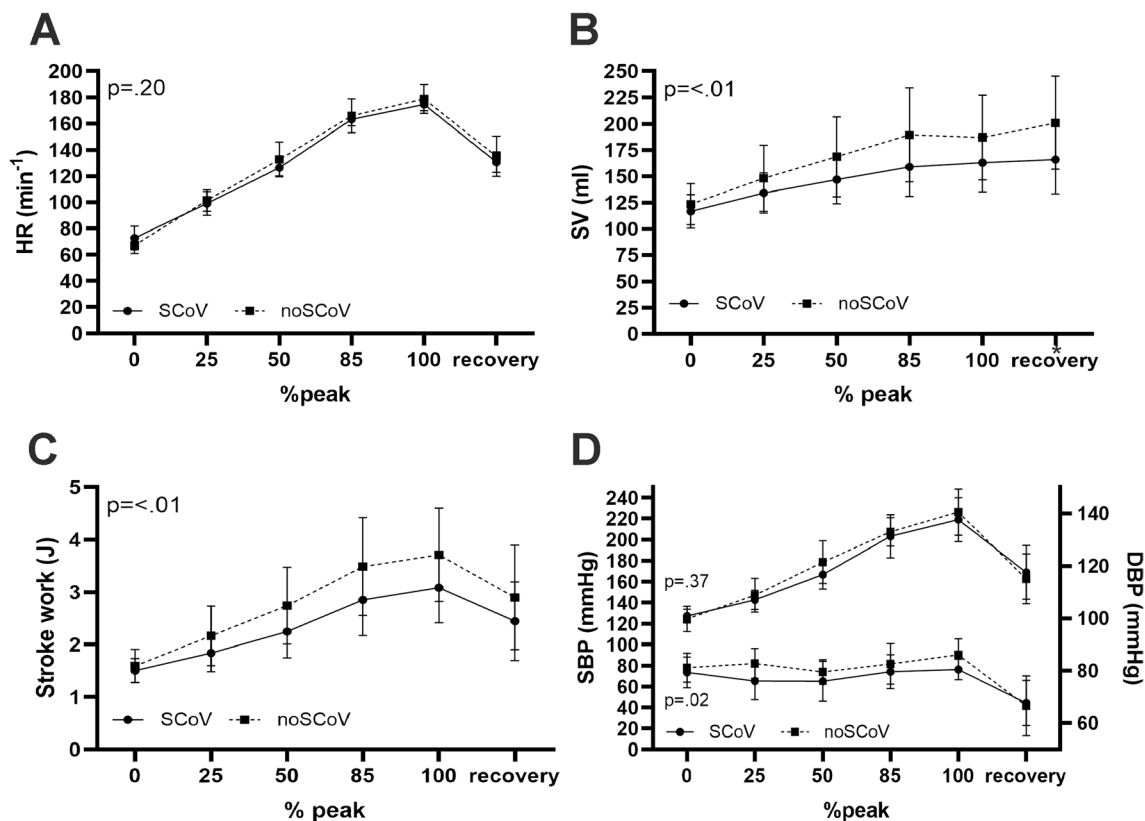 A
p=.20
HR (min-1)
200
180
160
140
120
100
80
60
40
20
0
SCoV noSCoV
0 25 50 85 100 recovery
%peak
B
p=<.01
SV (ml)
250
225
200
175
150
125
100
75
50
25
0
SCoV noSCoV
0 25 50 85 100 recovery
*
% peak
C
p=<.01
Stroke work (J)
5
4
3
2
1
0
SCoV noSCoV
0 25 50 85 100 recovery
% peak
D
SBP (mmHg)
240
220
200
180
160
140
120
100
80
60
40
20
0
p=.37
p=.02
SCoV noSCoV
140
120
100
80
60
DBP (mmHg)
0 25 50 85 100 recovery
%peak